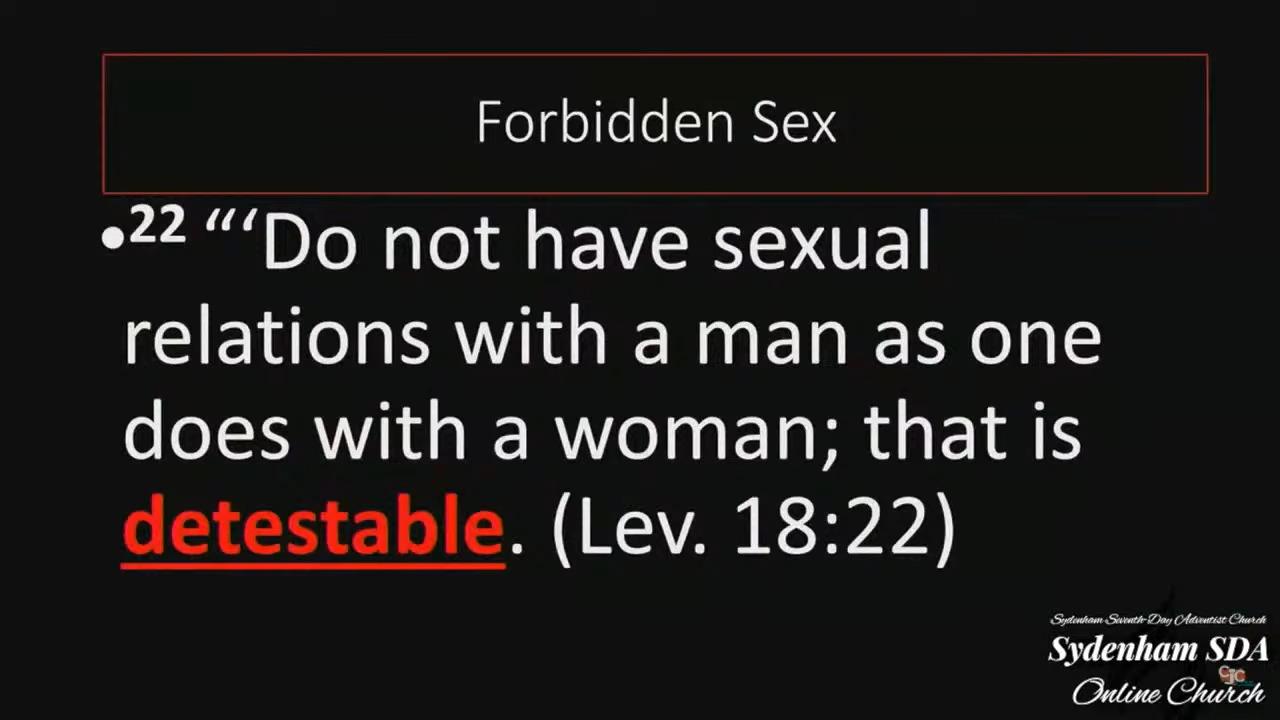 Forbidden Sex
•22 “‘Do not have sexual
relations with a man as one
does with a woman; that is
detestable. (Lev. 18:22)
Sydenham Seventh-Day Adventist Church
Sydenham SDA
CJC
Online Church